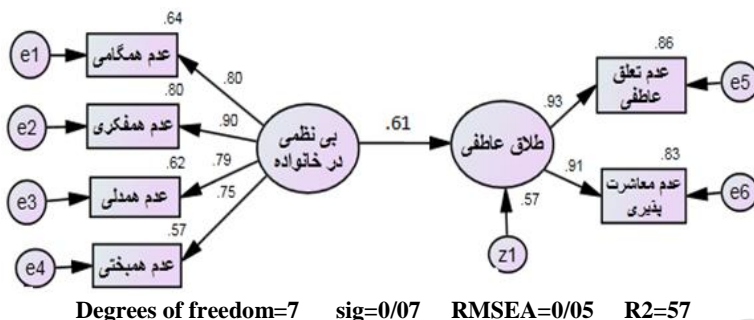 .64
e1
عدم همگامی
.80
.80
e2
عدم همفکری
.90
.62
e3
عدم همدلی
.79
.57
e4
عدم همبختی
.75
بی نظمی
در خانواده
.61
طلاق عاطفی
.57
z1
.93
.86
عدم تعلق
عاطفی
e5
.91
.83
عدم معاشرت
پذیری
e6
Degrees of freedom=7 sig=0/07 RMSEA=0/05 R2=57